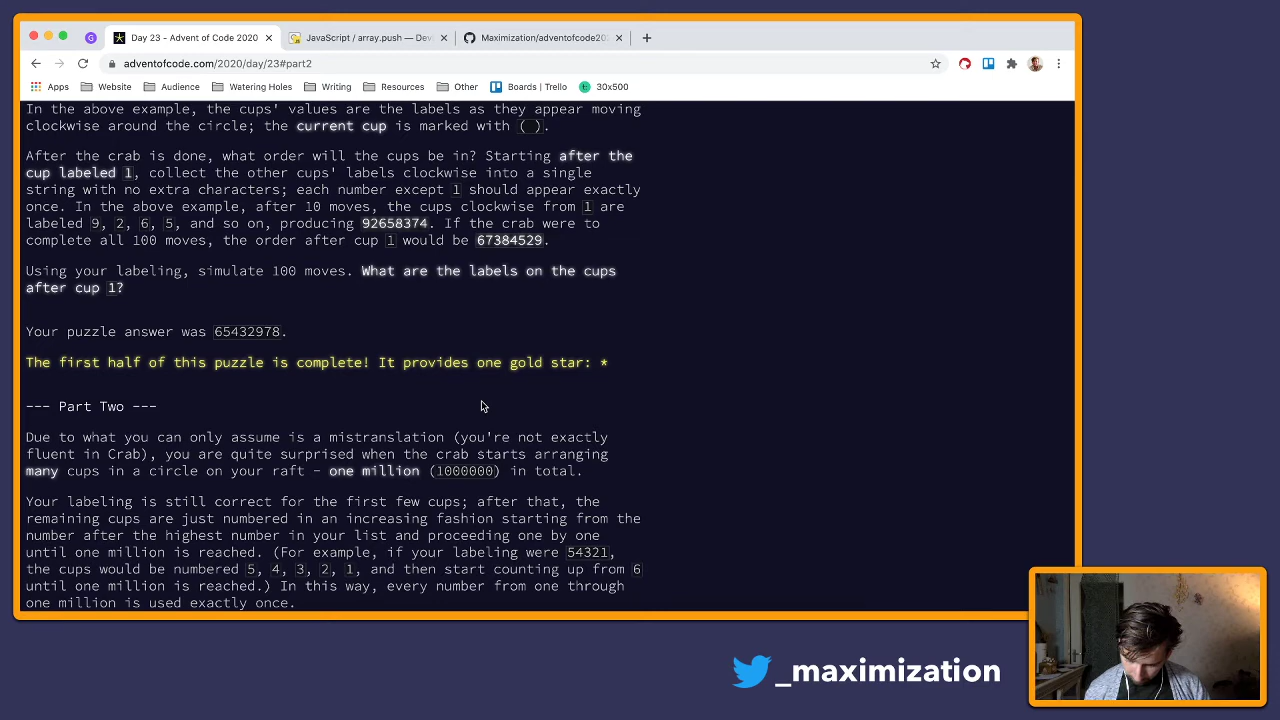 Day 23 - Advent of Code 2020
JavaScript / array.push — Dev
Maximization/adventofcode202
adventofcode.com/2020/day/23#part2
Apps Website Audience Watering Holes Writing Resources Other Boards | Trello 30x500
In the above example, the cups' values are the labels as they appear moving
clockwise around the circle; the current cup is marked with ( ).
After the crab is done, what order will the cups be in? Starting after the
cup labeled 1, collect the other cups' labels clockwise into a single
string with no extra characters; each number except 1 should appear exactly
once. In the above example, after 10 moves, the cups clockwise from 1 are
labeled 9, 2, 6, 5, and so on, producing 92658374. If the crab were to
complete all 100 moves, the order after cup 1 would be 67384529.
Using your labeling, simulate 100 moves. What are the labels on the cups
after cup 1?
Your puzzle answer was 65432978.
The first half of this puzzle is complete! It provides one gold star: *
--- Part Two ---
Due to what you can only assume is a mistranslation (you're not exactly
fluent in Crab), you are quite surprised when the crab starts arranging
many cups in a circle on your raft - one million (1000000) in total.
Your labeling is still correct for the first few cups; after that, the
remaining cups are just numbered in an increasing fashion starting from the
number after the highest number in your list and proceeding one by one
until one million is reached. (For example, if your labeling were 54321,
the cups would be numbered 5, 4, 3, 2, 1, and then start counting up from 6
until one million is reached.) In this way, every number from one through
one million is used exactly once.
_maximization